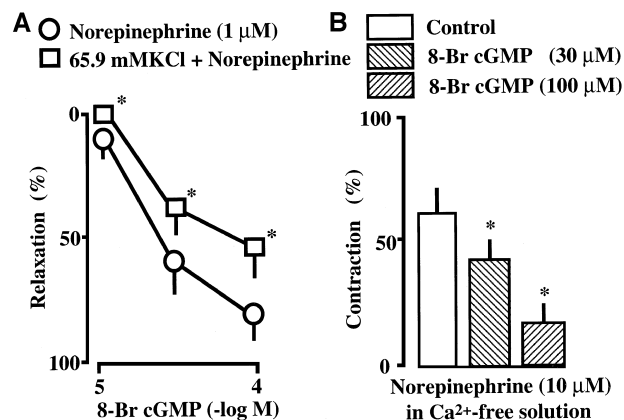 A
Norepinephrine (1 μM)
65.9 mMKCl + Norepinephrine
0
50
100
Relaxation (%)
*
*
*
5
4
8-Br cGMP (-log M)
B
Control
8-Br cGMP (30 μM)
8-Br cGMP (100 μM)
100
50
0
Contraction (%)
*
*
Norepinephrine (10 μM)
in Ca²⁺-free solution